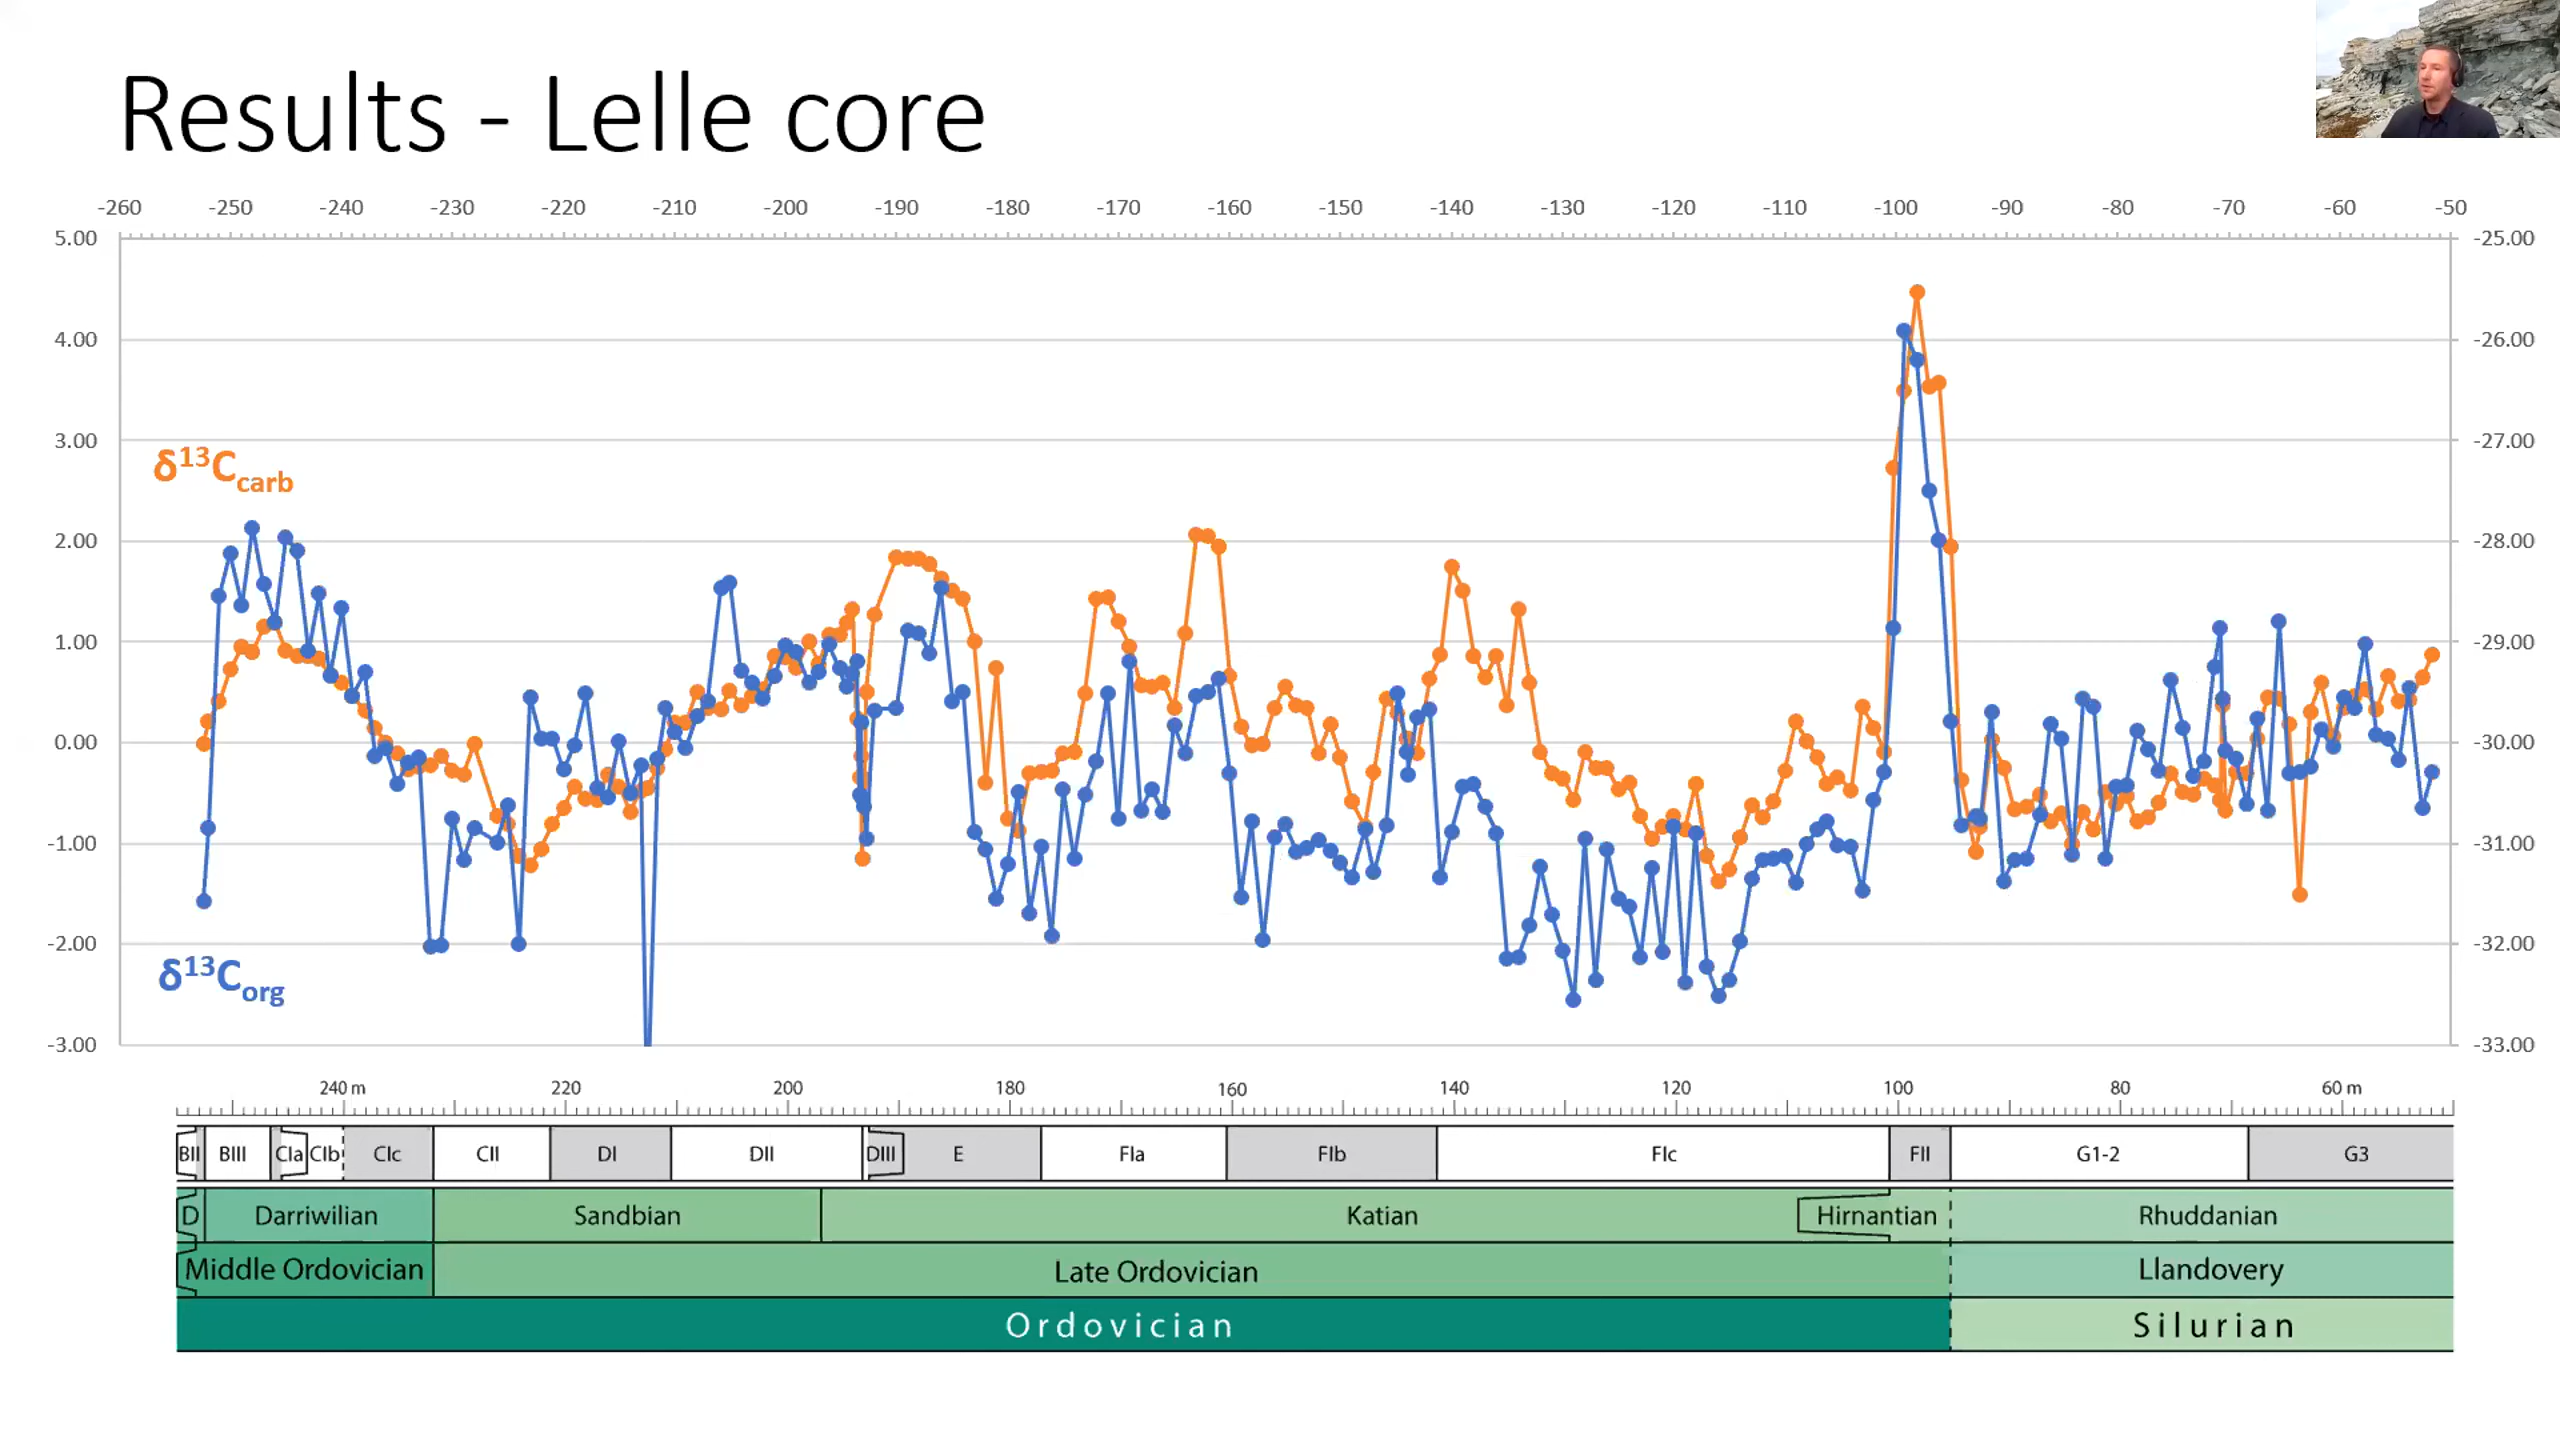 Results - Lelle core
-260 -250 -240 -230 -220 -210 -200 -190 -180 -170 -160 -150 -140 -130 -120 -110 -100 -90 -80 -70 -60 -50
5.00 -25.00
4.00 -26.00
3.00 -27.00
δ13Ccarb
2.00 -28.00
1.00 -29.00
0.00 -30.00
-1.00 -31.00
-2.00 -32.00
δ13Corg
-3.00 -33.00
240 m 220 200 180 160 140 120 100 80 60 m
BII BIII CIa CIb CIc CII DI DII DIII E FIa FIb FIc FII G1-2 G3
D Darriwilian Sandbian Katian Hirnantian Rhuddanian
Middle Ordovician Late Ordovician Llandovery
Ordovician Silurian